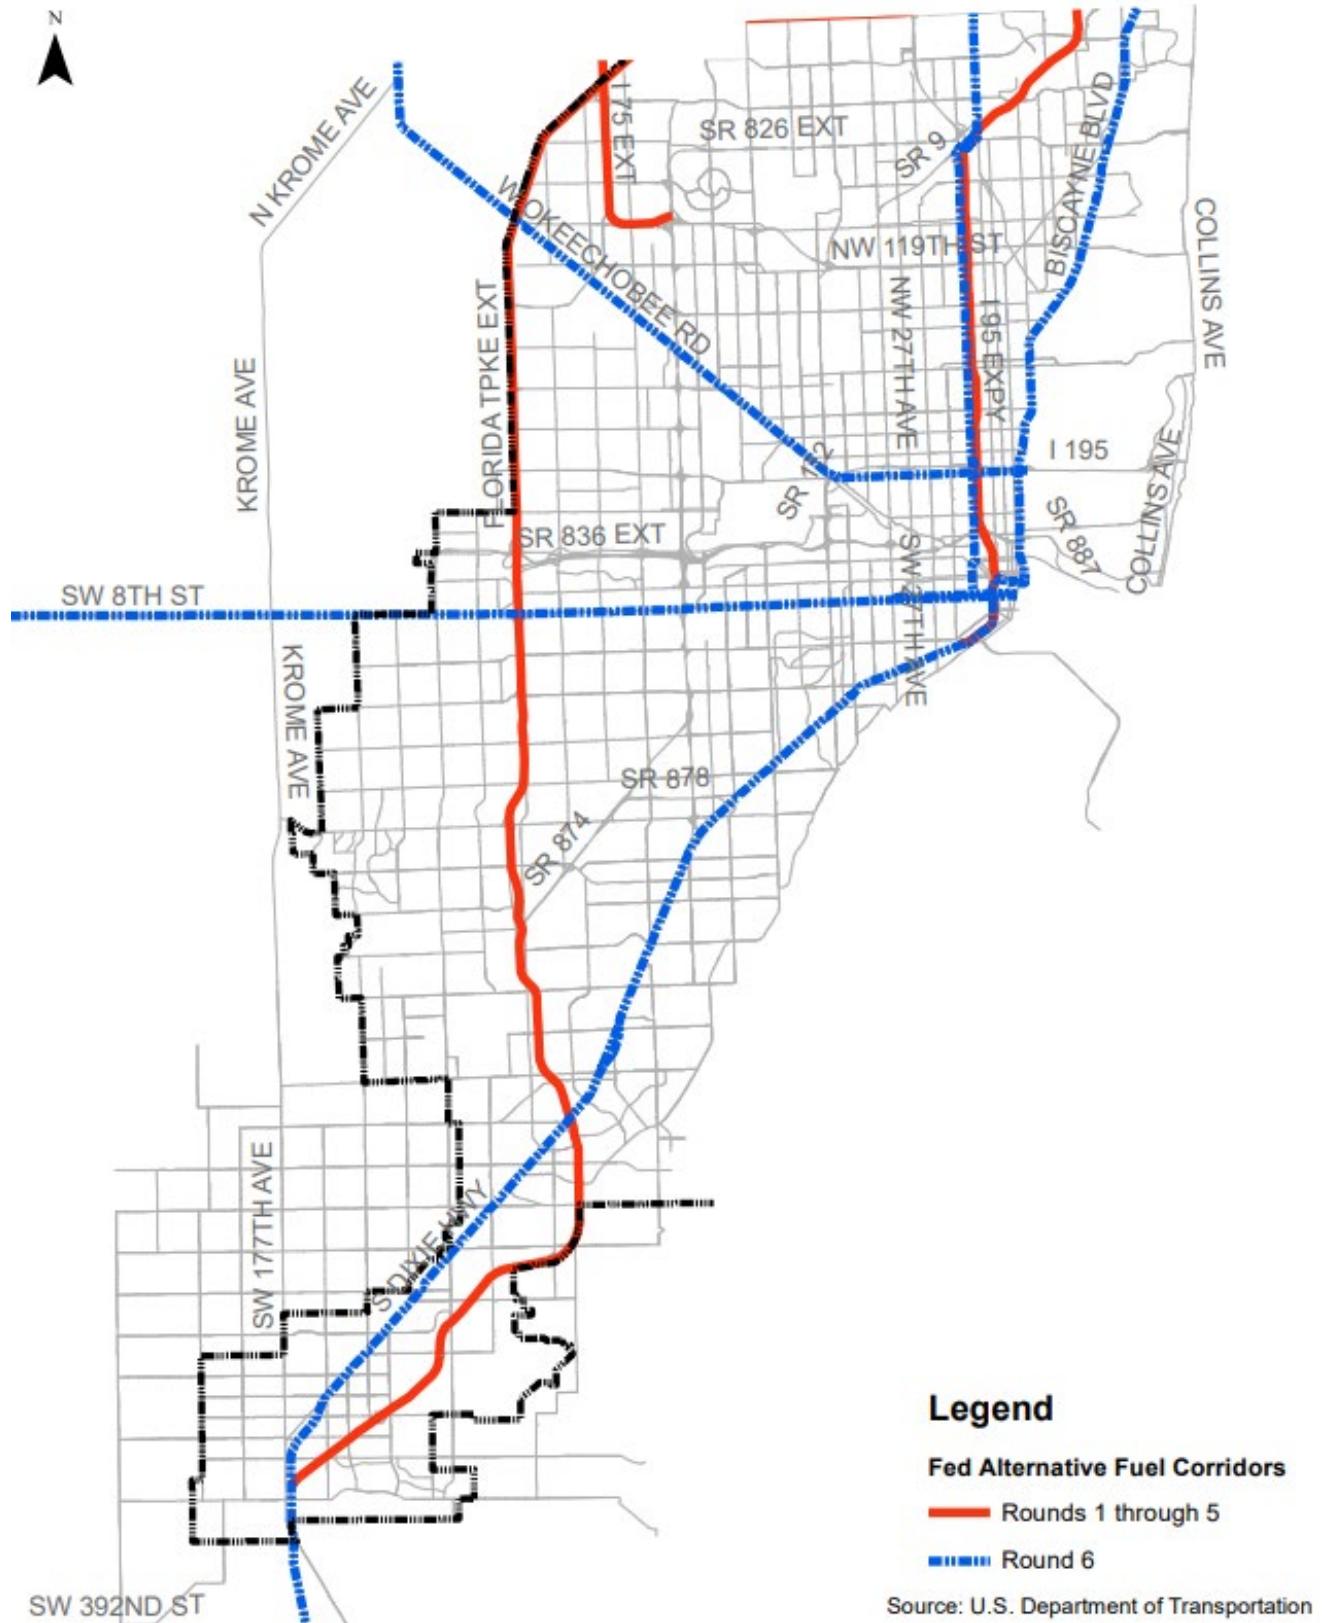 N
N KROME AVE
I 75 EXT
SR 826 EXT
SR 9
BISCAYNE BLVD
W OKEECHOBEE RD
NW 119TH ST
COLLINS AVE
KROME AVE
FLORIDA TPKE EXT
NW 27TH AVE
I 95 EXPY
I 195
SR 112
COLLINS AVE
SR 836 EXT
SR 887
SW 8TH ST
SW 27TH AVE
KROME AVE
SR 878
SR 874
SW 177TH AVE
S DIXIE HWY
Legend
Fed Alternative Fuel Corridors
Rounds 1 through 5
Round 6
SW 392ND ST
Source: U.S. Department of Transportation